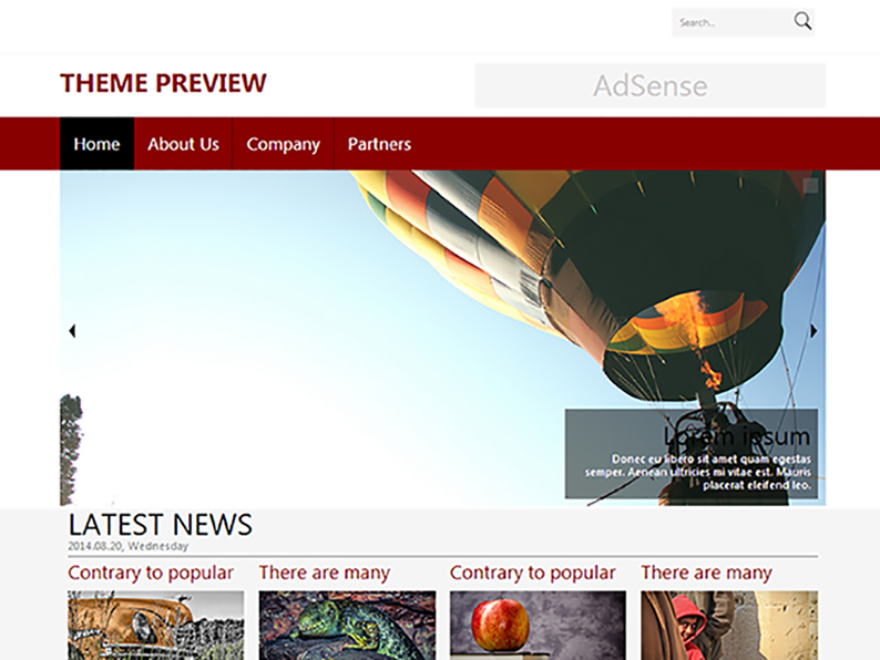 Search...
THEME PREVIEW
AdSense
Home About Us Company Partners
Lorem ipsum
Donec eu libero sit amet quam egestas
semper. Aenean ultricies mi vitae est. Mauris
placerat eleifend leo.
LATEST NEWS
2014.08.20, Wednesday
Contrary to popular There are many Contrary to popular There are many